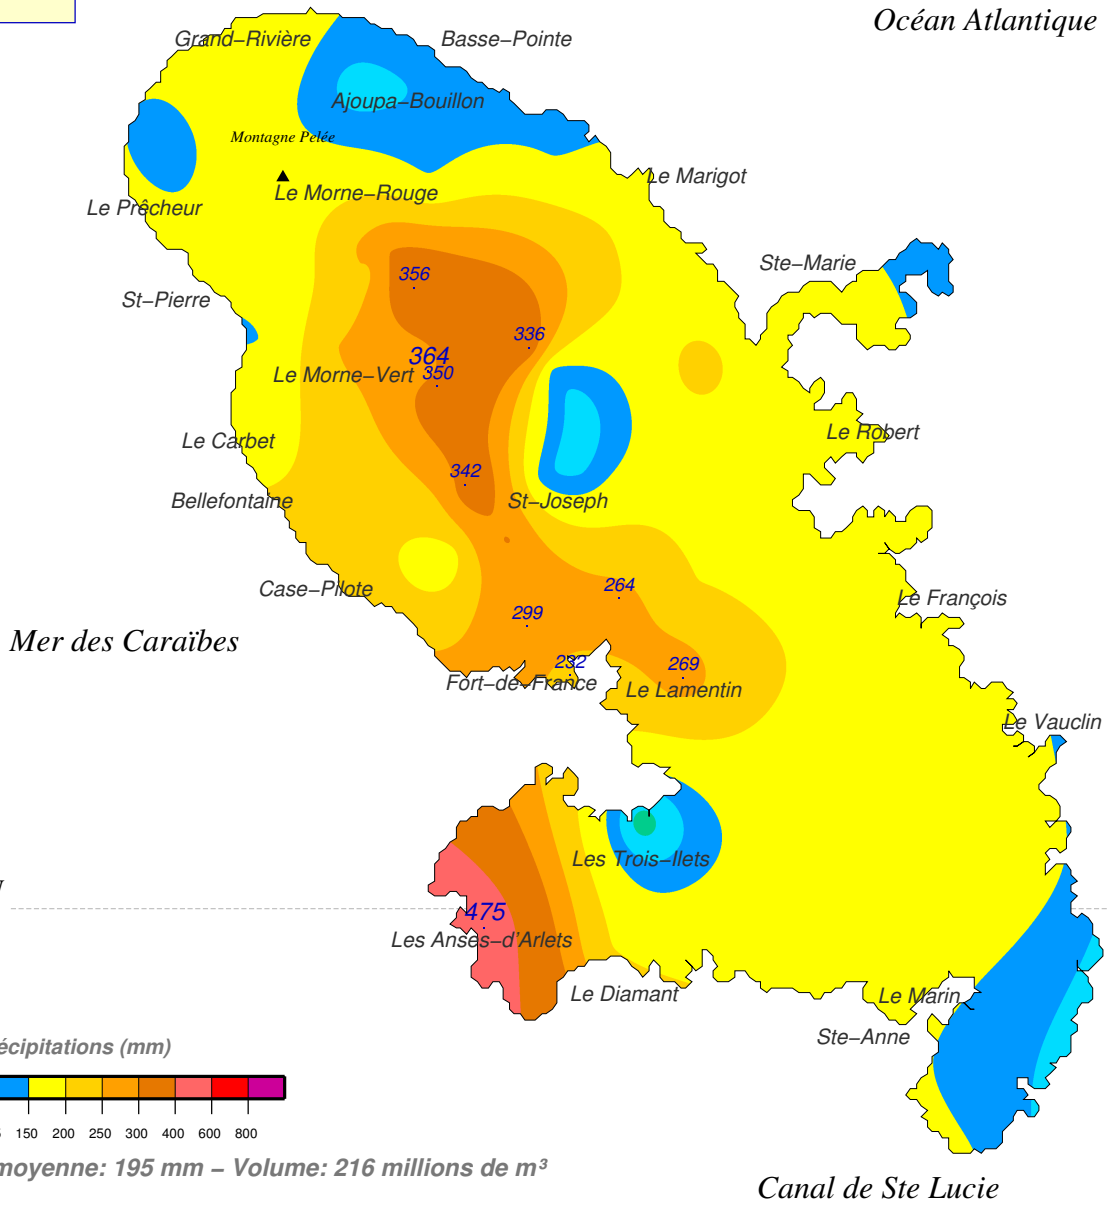 Océan Atlantique
Grand−Rivière
Basse−Pointe
Ajoupa−Bouillon
Montagne Pelée
Le Marigot
Le Morne−Rouge
Le Prêcheur
Ste−Marie
356
St−Pierre
336
364
Le Morne−Vert
350
Le Robert
Le Carbet
342
Bellefontaine
St−Joseph
264
Case−Pilote
Le François
299
Mer des Caraïbes
232
269
Fort−de−France
Le Lamentin
Le Vauclin
Les Trois−Ilets
475
Les Anses−d'Arlets
Le Diamant
Le Marin
Ste−Anne
écipitations (mm)
150 200 250 300 400 600 800
moyenne: 195 mm − Volume: 216 millions de m³
Canal de Ste Lucie